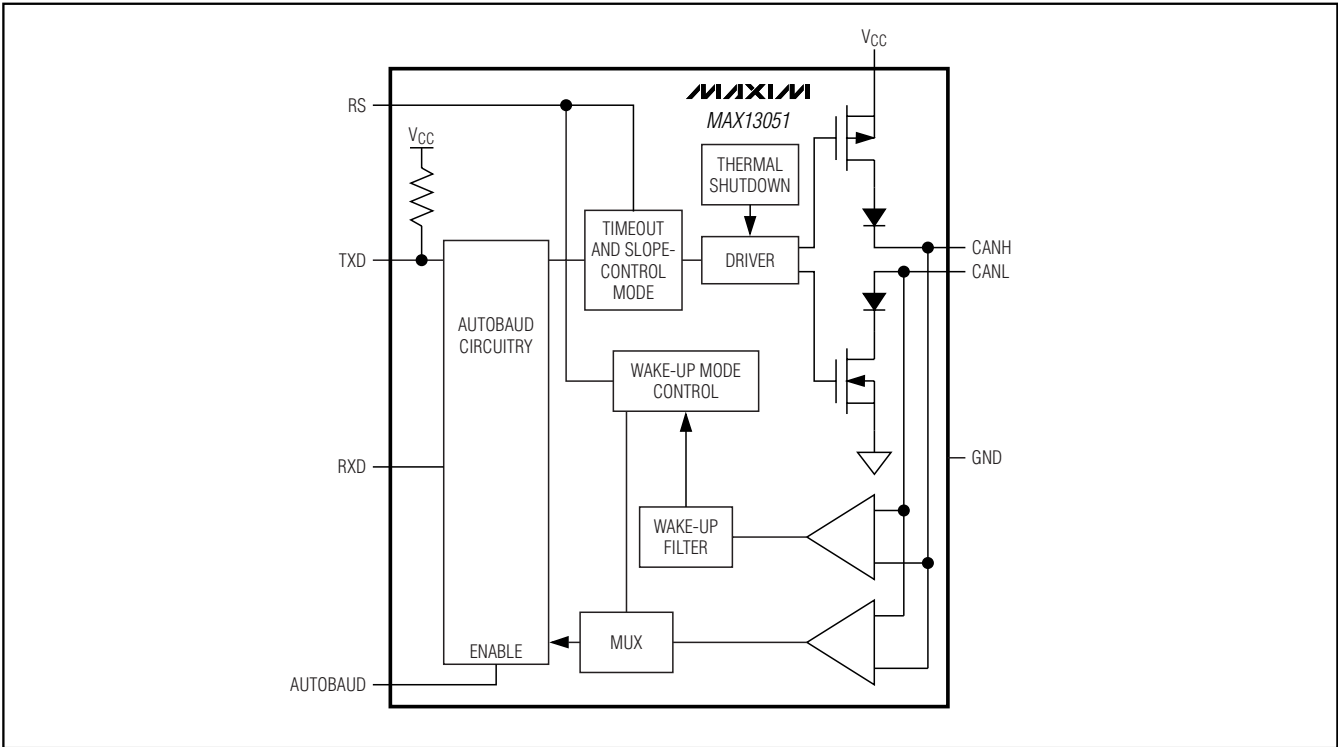 VCC
RS
MAXIM
MAX13051
VCC
THERMAL
SHUTDOWN
TIMEOUT
AND SLOPE-
CONTROL
MODE
TXD
DRIVER
CANH
CANL
AUTOBAUD
CIRCUITRY
WAKE-UP MODE
CONTROL
RXD
GND
WAKE-UP
FILTER
MUX
ENABLE
AUTOBAUD